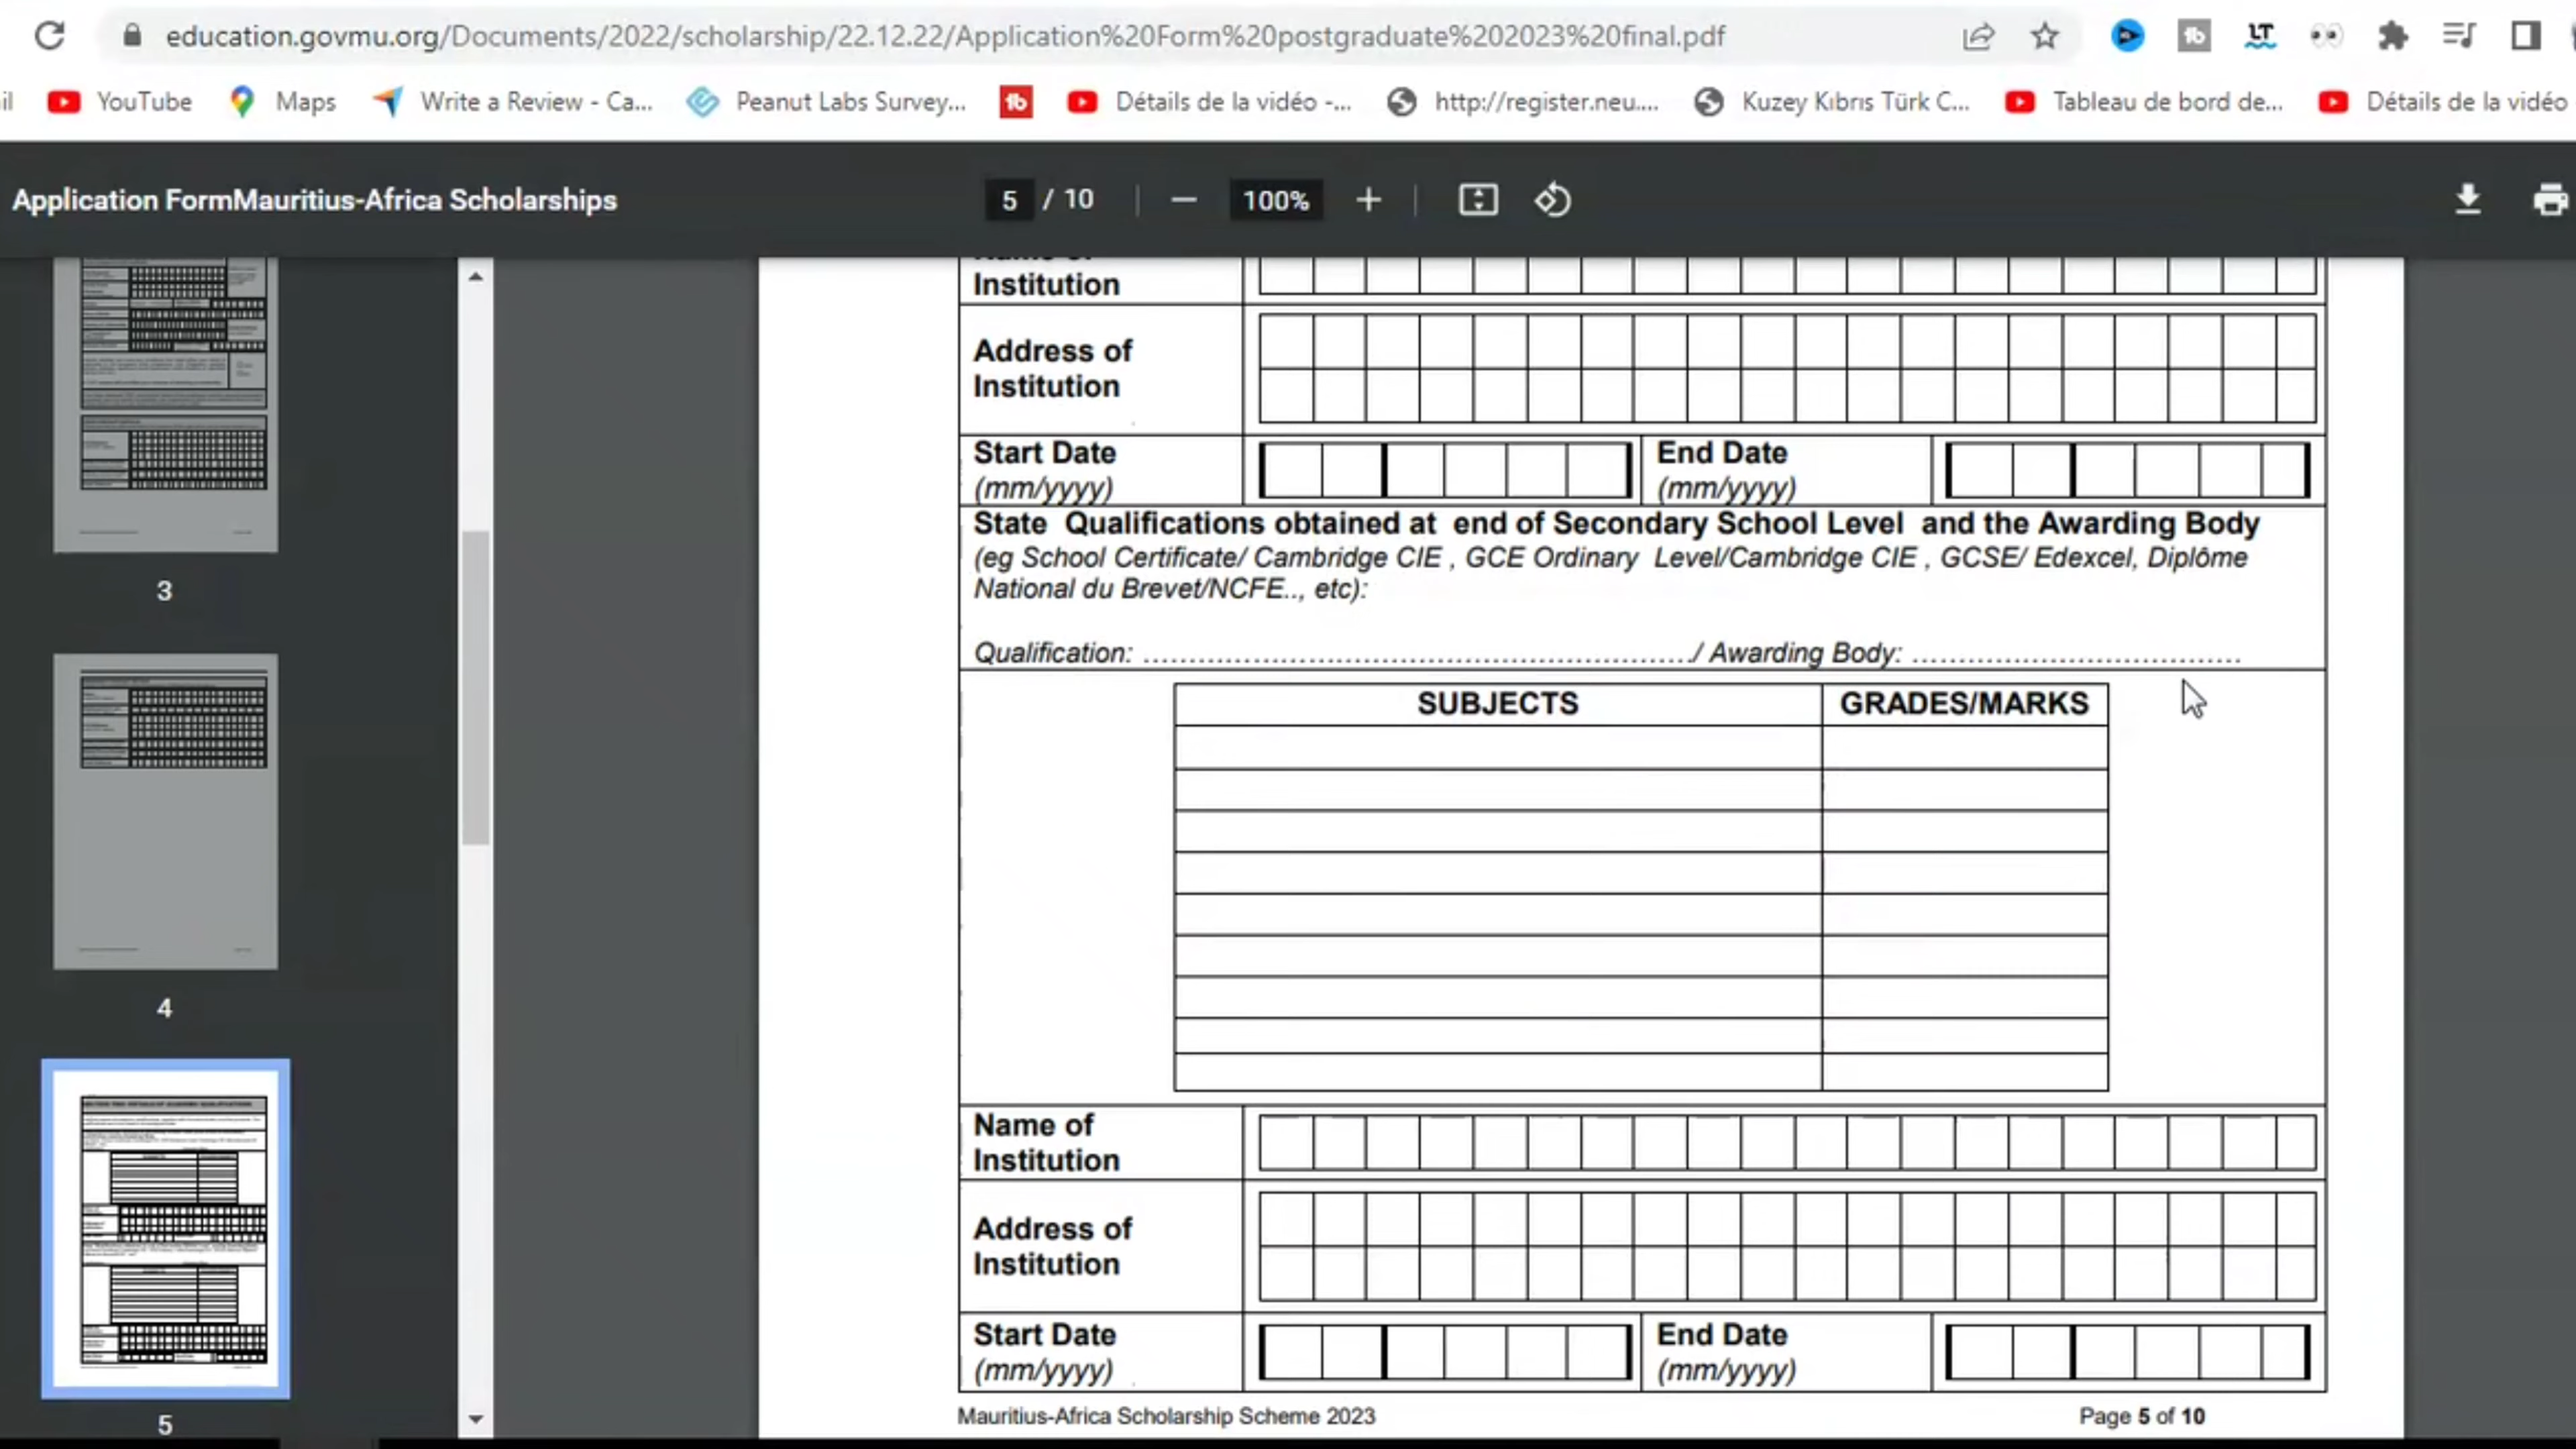 education.govmu.org/Documents/2022/scholarship/22.12.22/Application%20Form%20postgraduate%202023%20final.pdf
il YouTube Maps Write a Review - Ca... Peanut Labs Survey... Détails de la vidéo -... http://register.neu.... Kuzey Kıbrıs Türk C... Tableau de bord de... Détails de la vidéo
Application FormMauritius-Africa Scholarships 5 / 10 100%
3
4
5
Name of
Institution
Address of
Institution
Start Date
(mm/yyyy)
End Date
(mm/yyyy)
State Qualifications obtained at end of Secondary School Level and the Awarding Body
(eg School Certificate/ Cambridge CIE , GCE Ordinary Level/Cambridge CIE , GCSE/ Edexcel, Diplôme
National du Brevet/NCFE.., etc):
Qualification: ........................................................../ Awarding Body: ...................................
SUBJECTS GRADES/MARKS
Name of
Institution
Address of
Institution
Start Date
(mm/yyyy)
End Date
(mm/yyyy)
Mauritius-Africa Scholarship Scheme 2023 Page 5 of 10